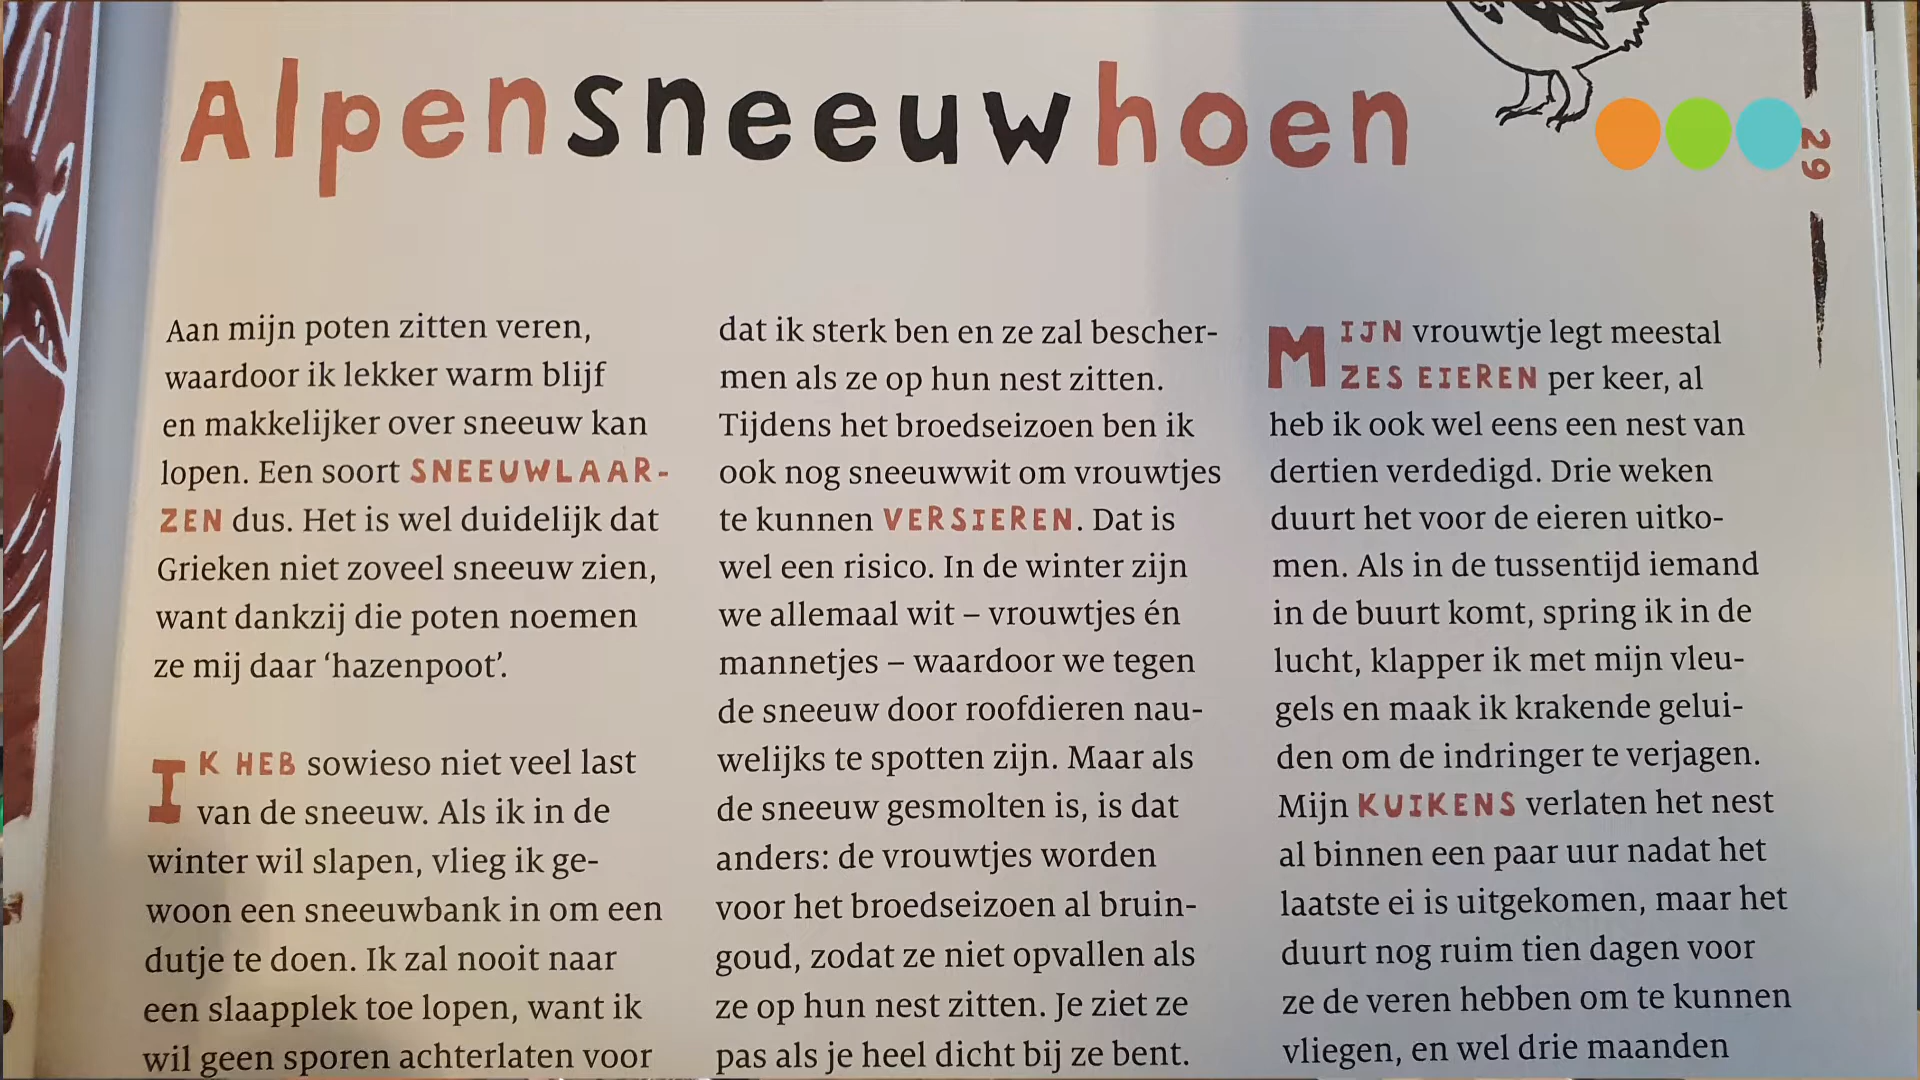 Alpensneeuwhoen
29
Aan mijn poten zitten veren,
waardoor ik lekker warm blijf
en makkelijker over sneeuw kan
lopen. Een soort SNEEUWLAAR-
ZEN dus. Het is wel duidelijk dat
Grieken niet zoveel sneeuw zien,
want dankzij die poten noemen
ze mij daar ‘hazenpoot’.
IK HEB sowieso niet veel last
van de sneeuw. Als ik in de
winter wil slapen, vlieg ik ge-
woon een sneeuwbank in om een
dutje te doen. Ik zal nooit naar
een slaapplek toe lopen, want ik
wil geen sporen achterlaten voor
dat ik sterk ben en ze zal bescher-
men als ze op hun nest zitten.
Tijdens het broedseizoen ben ik
ook nog sneeuwwit om vrouwtjes
te kunnen VERSIEREN. Dat is
wel een risico. In de winter zijn
we allemaal wit – vrouwtjes én
mannetjes – waardoor we tegen
de sneeuw door roofdieren nau-
welijks te spotten zijn. Maar als
de sneeuw gesmolten is, is dat
anders: de vrouwtjes worden
voor het broedseizoen al bruin-
goud, zodat ze niet opvallen als
ze op hun nest zitten. Je ziet ze
pas als je heel dicht bij ze bent.
MIJN vrouwtje legt meestal
ZES EIEREN per keer, al
heb ik ook wel eens een nest van
dertien verdedigd. Drie weken
duurt het voor de eieren uitko-
men. Als in de tussentijd iemand
in de buurt komt, spring ik in de
lucht, klapper ik met mijn vleu-
gels en maak ik krakende gelui-
den om de indringer te verjagen.
Mijn KUIKENS verlaten het nest
al binnen een paar uur nadat het
laatste ei is uitgekomen, maar het
duurt nog ruim tien dagen voor
ze de veren hebben om te kunnen
vliegen, en wel drie maanden